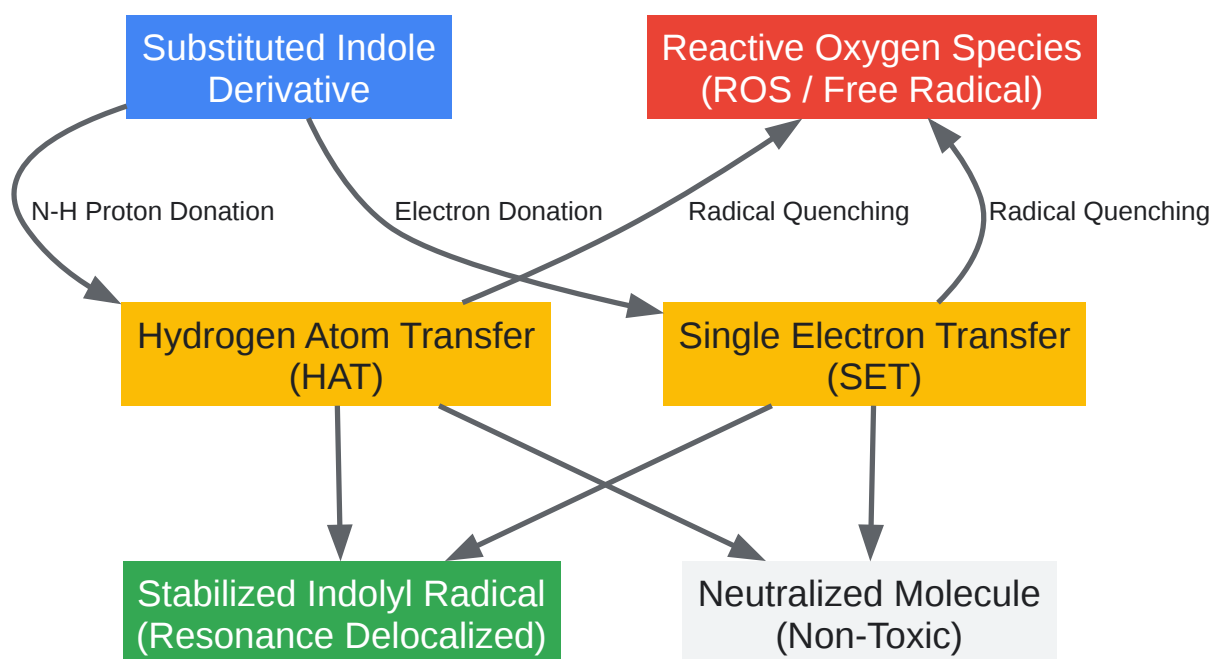 Substituted Indole
Derivative
Reactive Oxygen Species
(ROS / Free Radical)
N-H Proton Donation
Electron Donation
Radical Quenching
Radical Quenching
Hydrogen Atom Transfer
(HAT)
Single Electron Transfer
(SET)
Stabilized Indolyl Radical
(Resonance Delocalized)
Neutralized Molecule
(Non-Toxic)